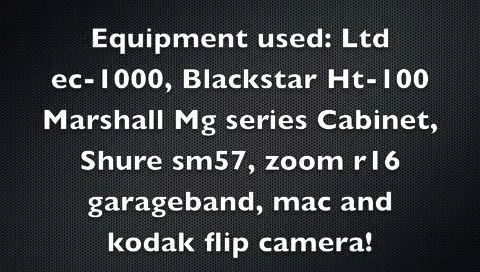 Equipment used: Ltd
ec-1000, Blackstar Ht-100
Marshall Mg series Cabinet,
Shure sm57, zoom r16
garageband, mac and
kodak flip camera!